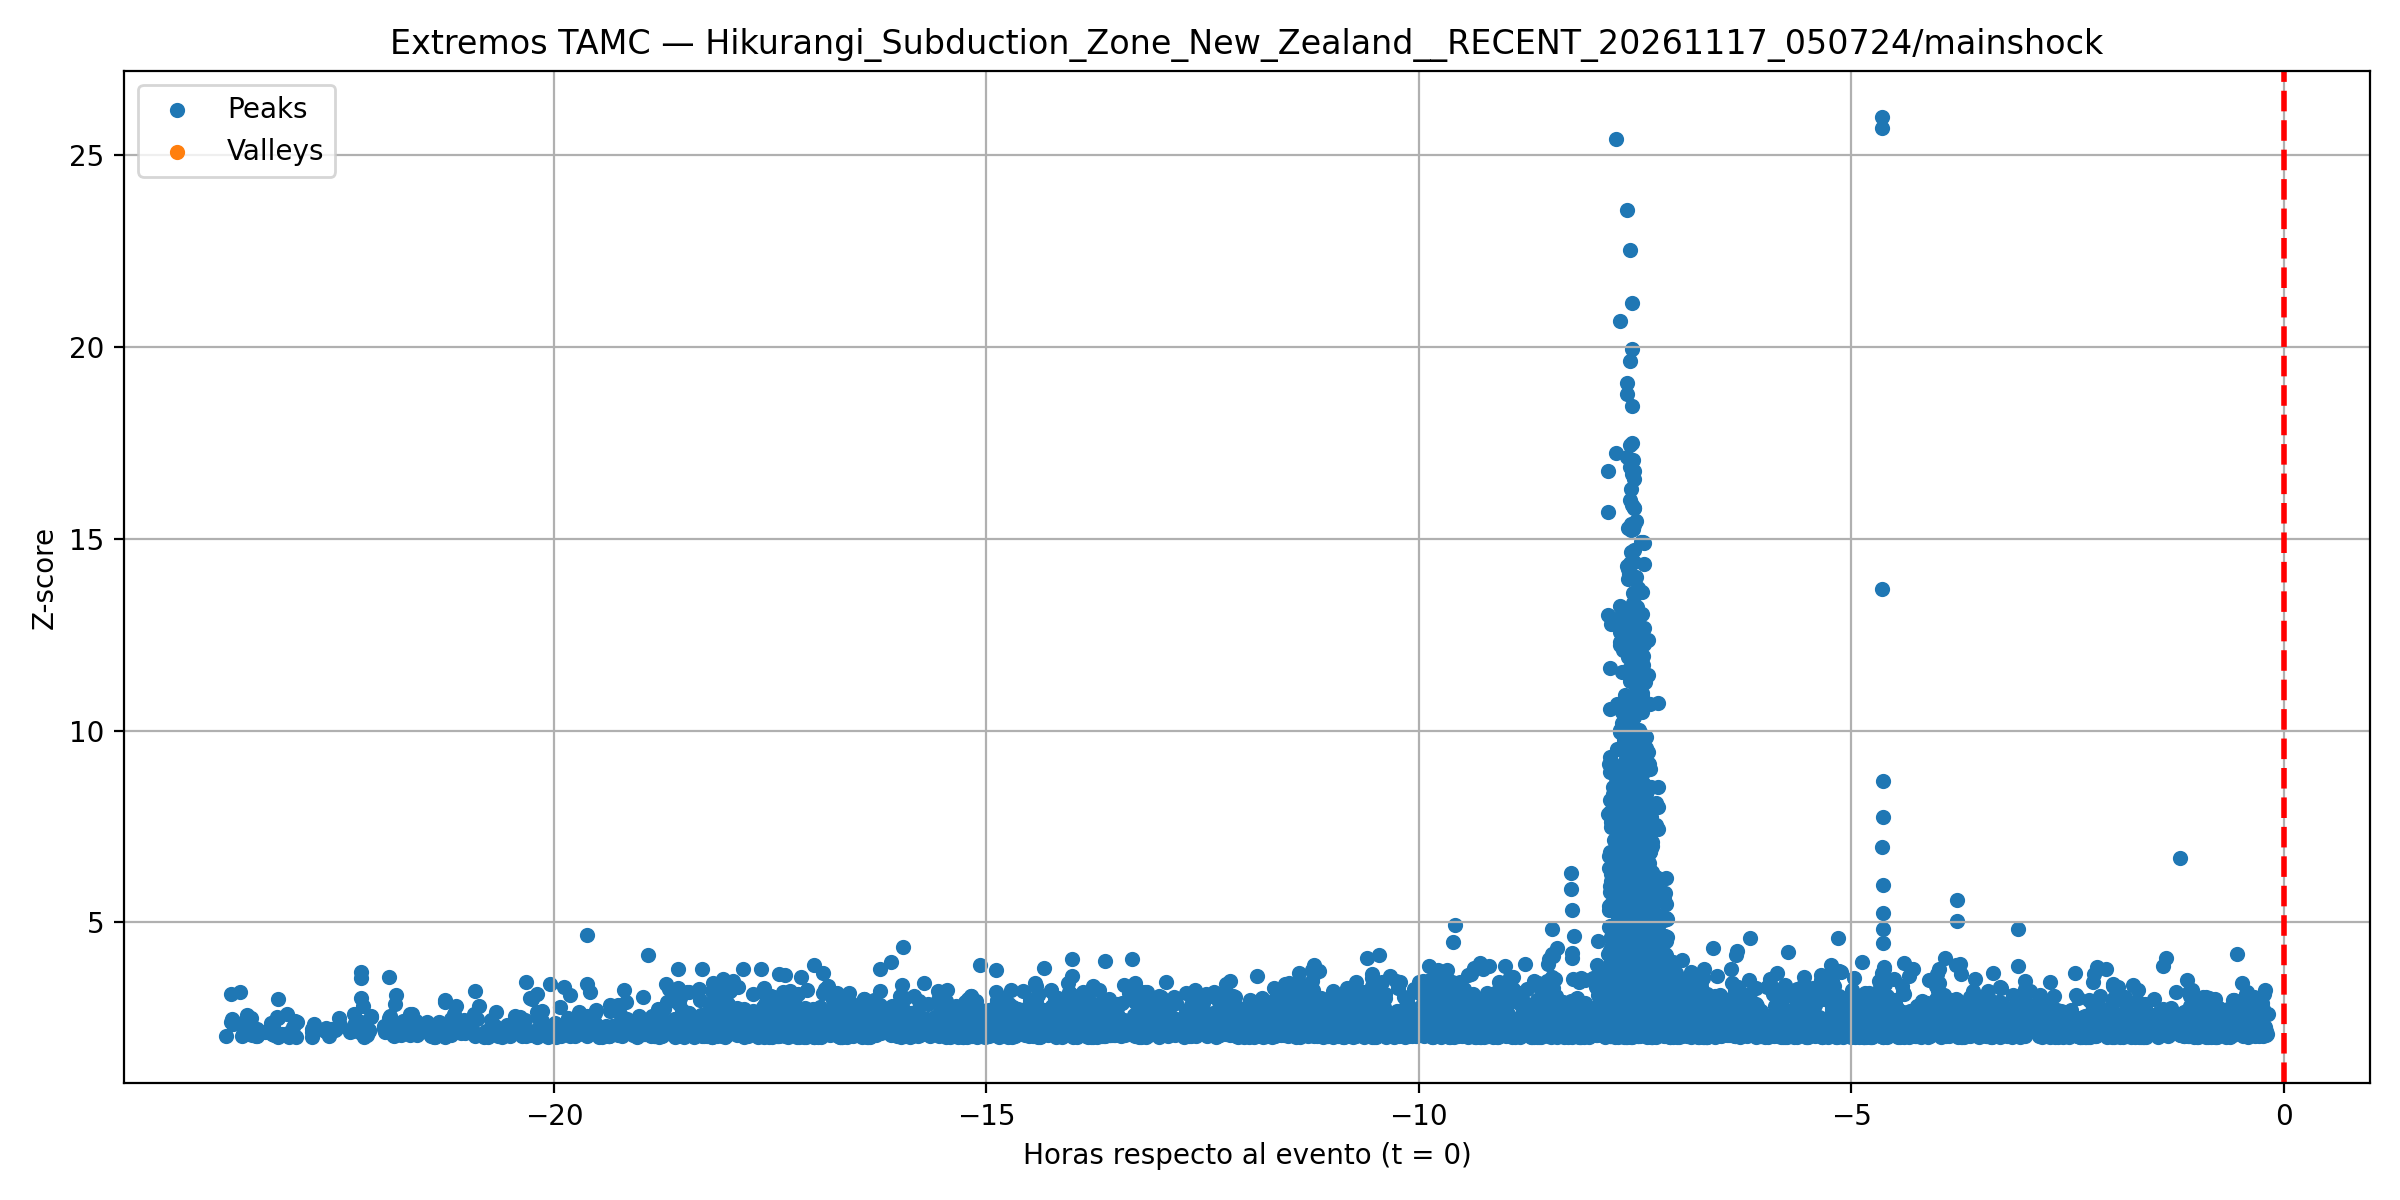 Extremos TAMC — Hikurangi_Subduction_Zone_New_Zealand__RECENT_20261117_050724/mainshock
Peaks
Valleys
25
20
15
10
5
Z-score
−20
−15
−10
−5
0
Horas respecto al evento (t = 0)